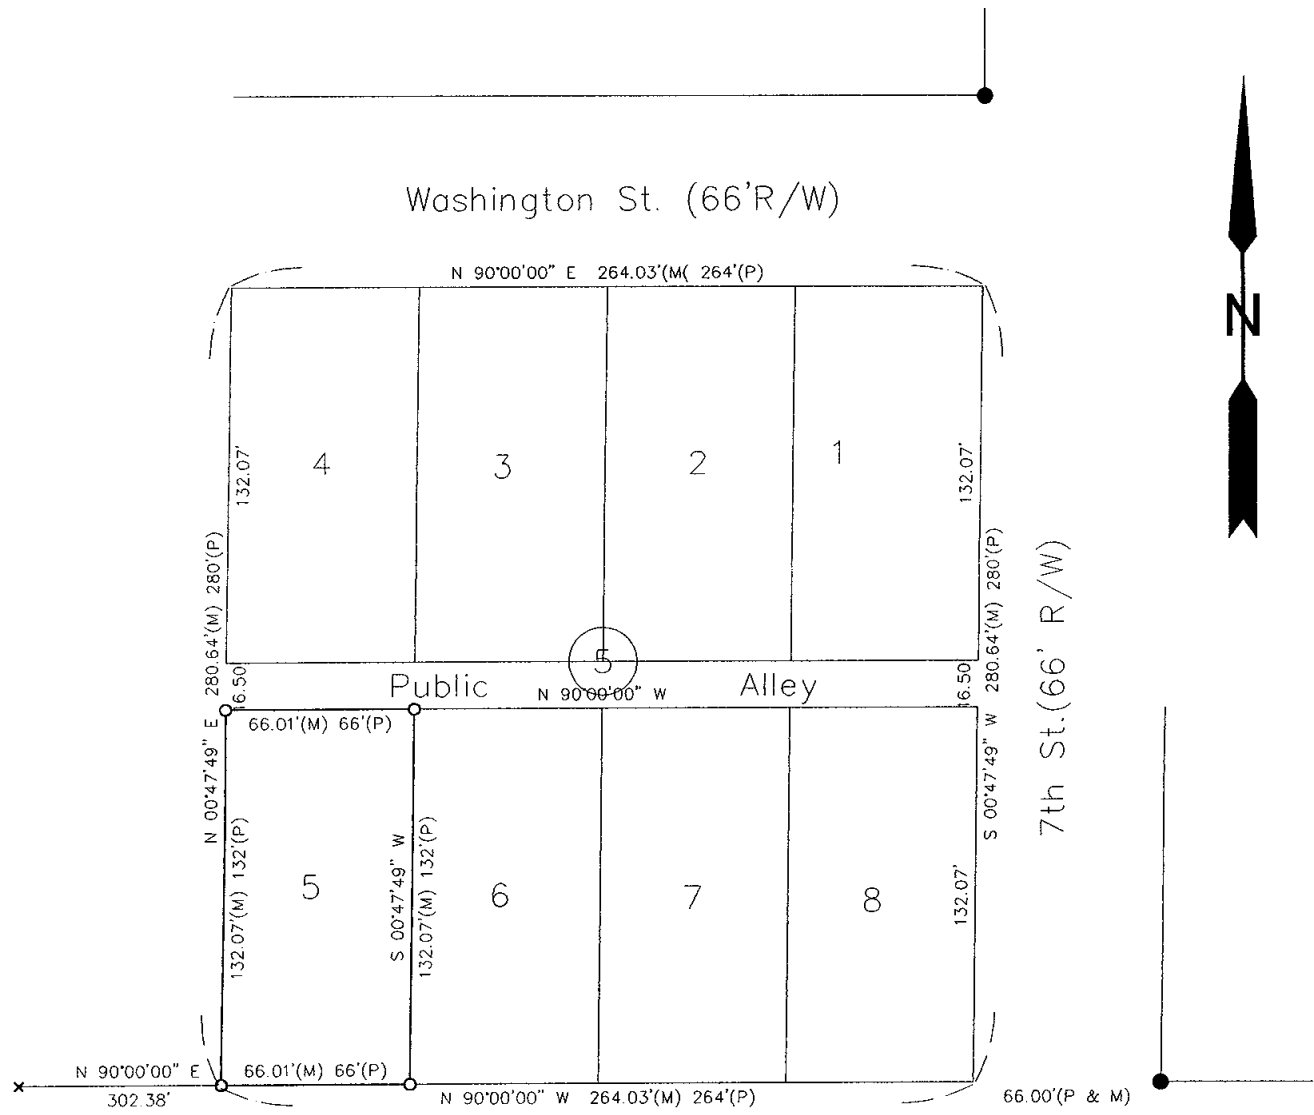 Washington St. (66'R/W)
N 90°00'00" E 264.03'(M( 264'(P)
N
4
3
2
1
132.07'
132.07'
280.64'(M) 280'(P)
280.64'(M) 280'(P)
7th St.(66' R/W)
5
16.50
16.50
Public Alley
N 90°00'00" W
66.01'(M) 66'(P)
N 00°47'49" E
S 00°47'49" W
132.07'(M) 132'(P)
S 00°47'49" W
132.07'(M) 132'(P)
132.07'
5
6
7
8
N 90°00'00" E
302.38'
66.01'(M) 66'(P)
N 90°00'00" W 264.03'(M) 264'(P)
66.00'(P & M)